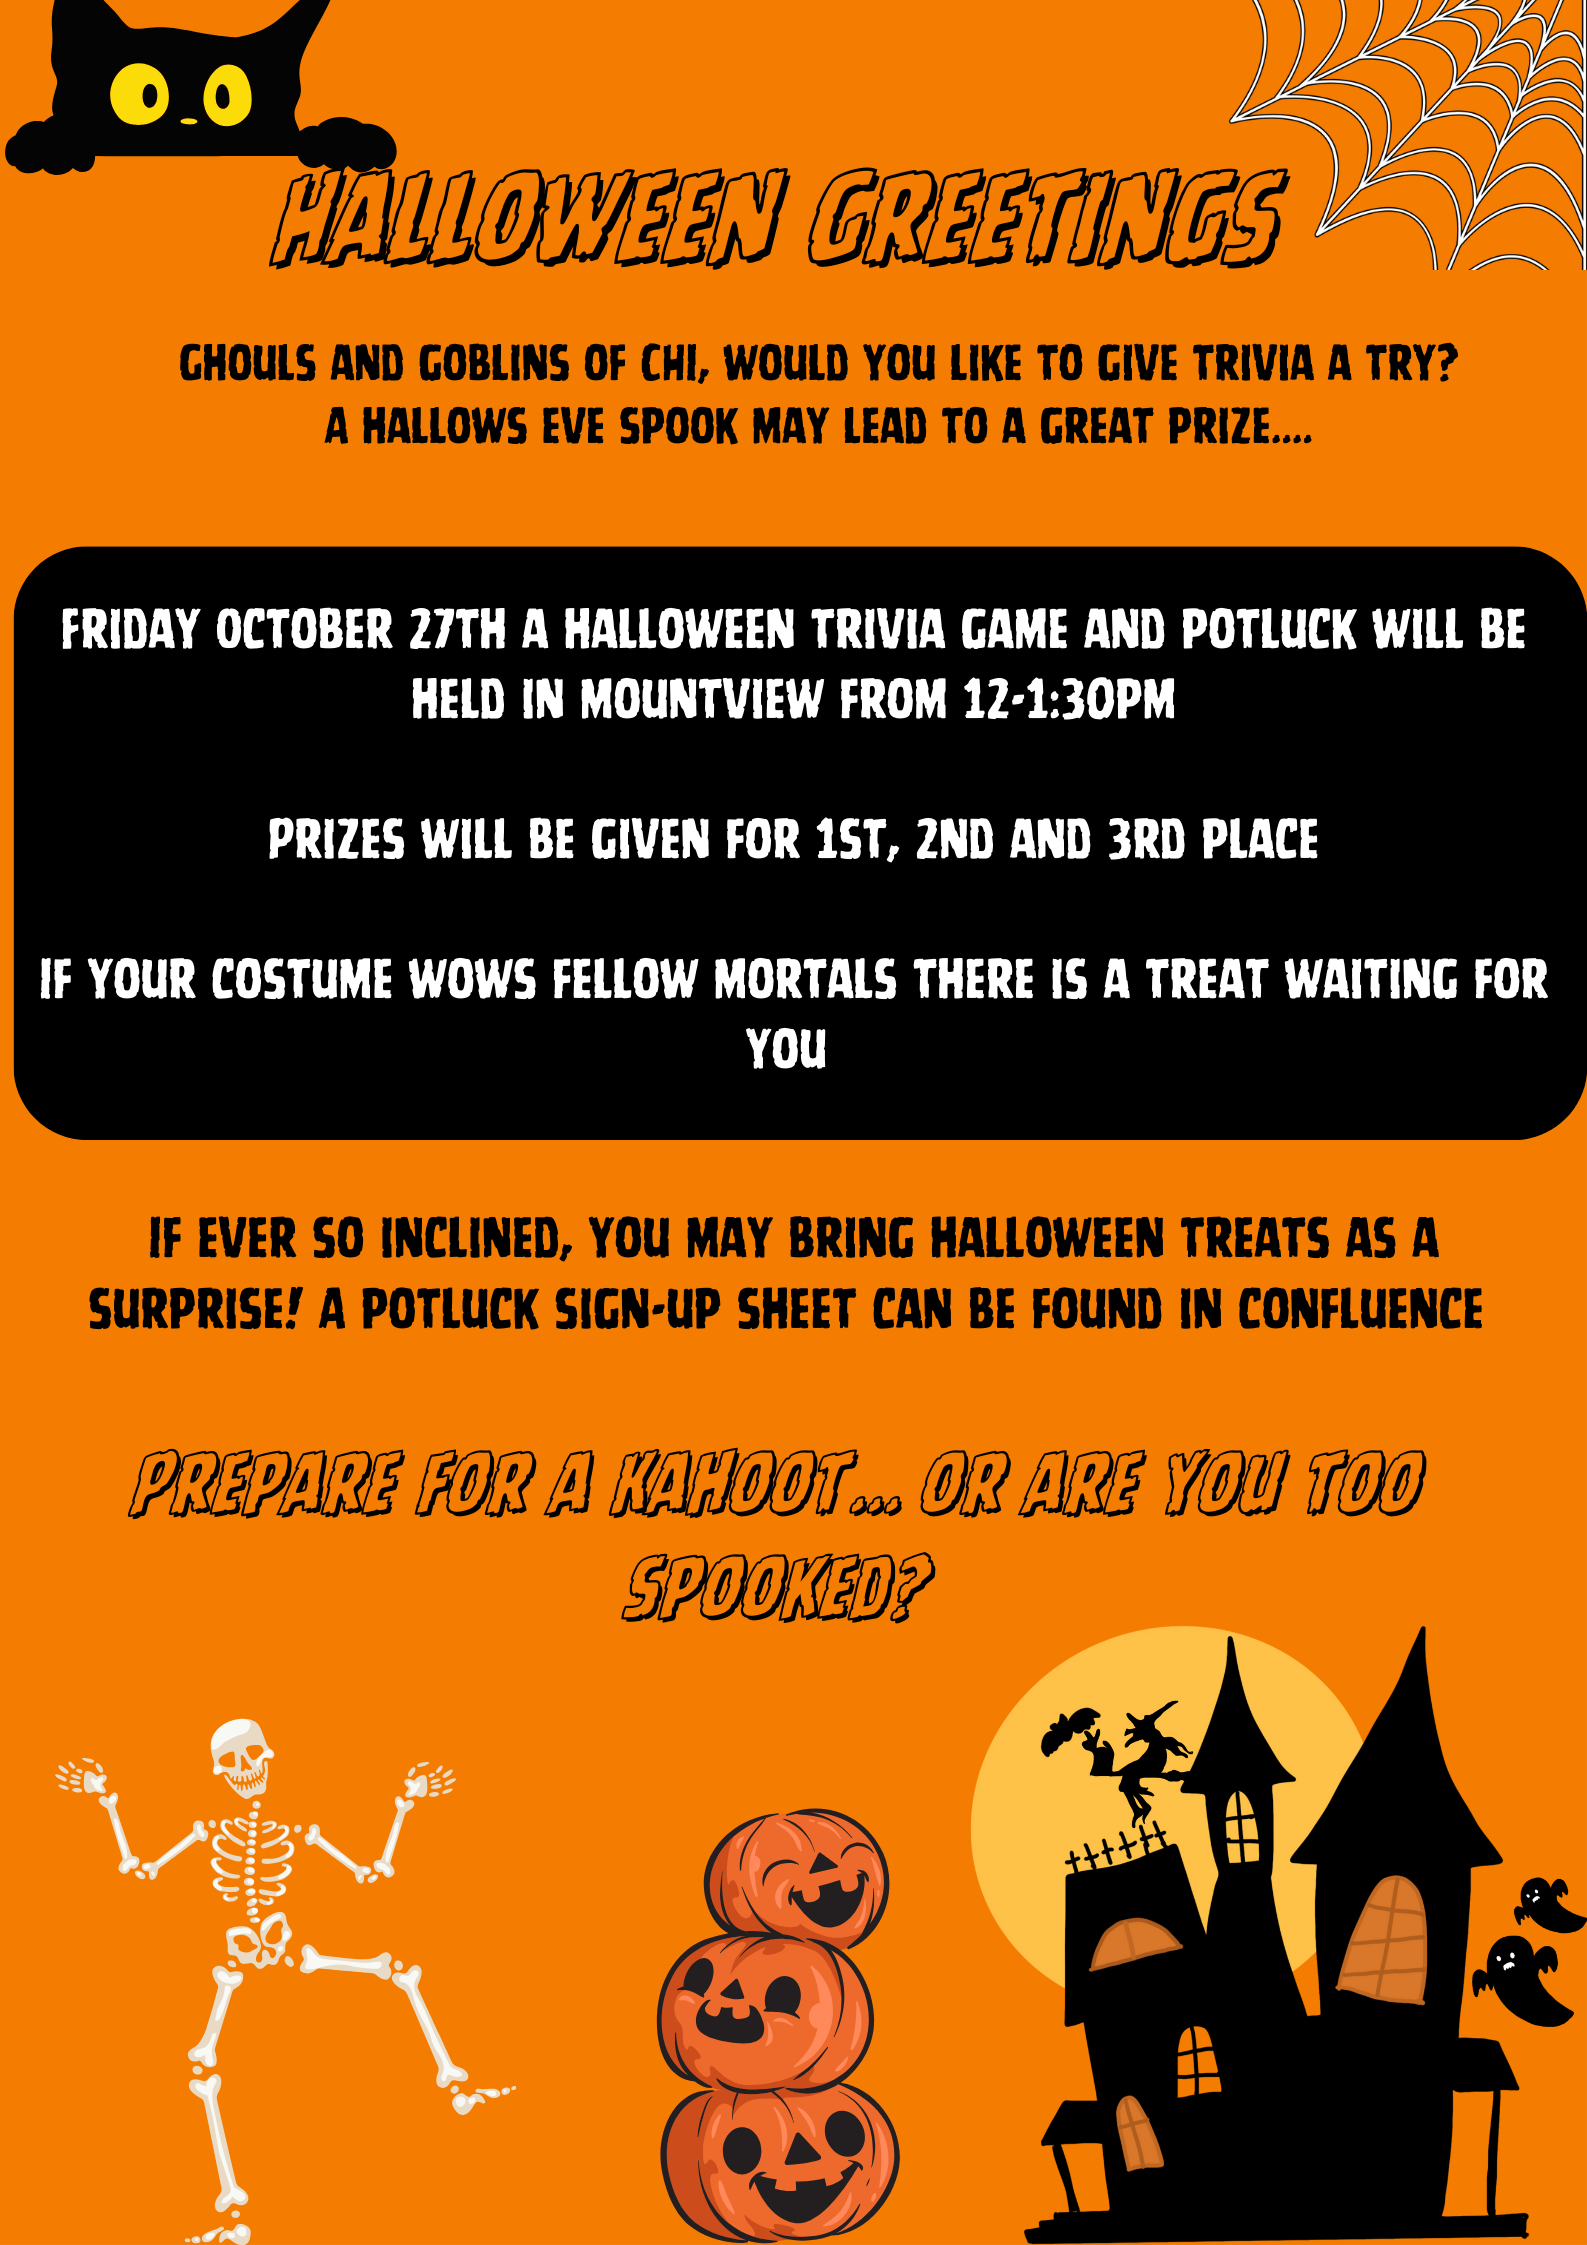 HALLOWEEN GREETINGS
GHOULS AND GOBLINS OF CHI, WOULD YOU LIKE TO GIVE TRIVIA A TRY?
A HALLOWS EVE SPOOK MAY LEAD TO A GREAT PRIZE....
FRIDAY OCTOBER 27TH A HALLOWEEN TRIVIA GAME AND POTLUCK WILL BE
HELD IN MOUNTVIEW FROM 12-1:30PM
PRIZES WILL BE GIVEN FOR 1ST, 2ND AND 3RD PLACE
IF YOUR COSTUME WOWS FELLOW MORTALS THERE IS A TREAT WAITING FOR
YOU
IF EVER SO INCLINED, YOU MAY BRING HALLOWEEN TREATS AS A
SURPRISE! A POTLUCK SIGN-UP SHEET CAN BE FOUND IN CONFLUENCE
PREPARE FOR A KAHOOT... OR ARE YOU TOO
SPOOKED?